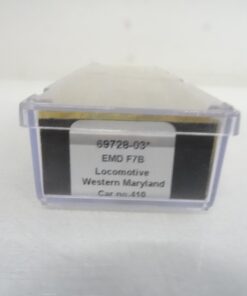 69728-03*
EMD F7B
Locomotive
Western Maryland
Car no.410